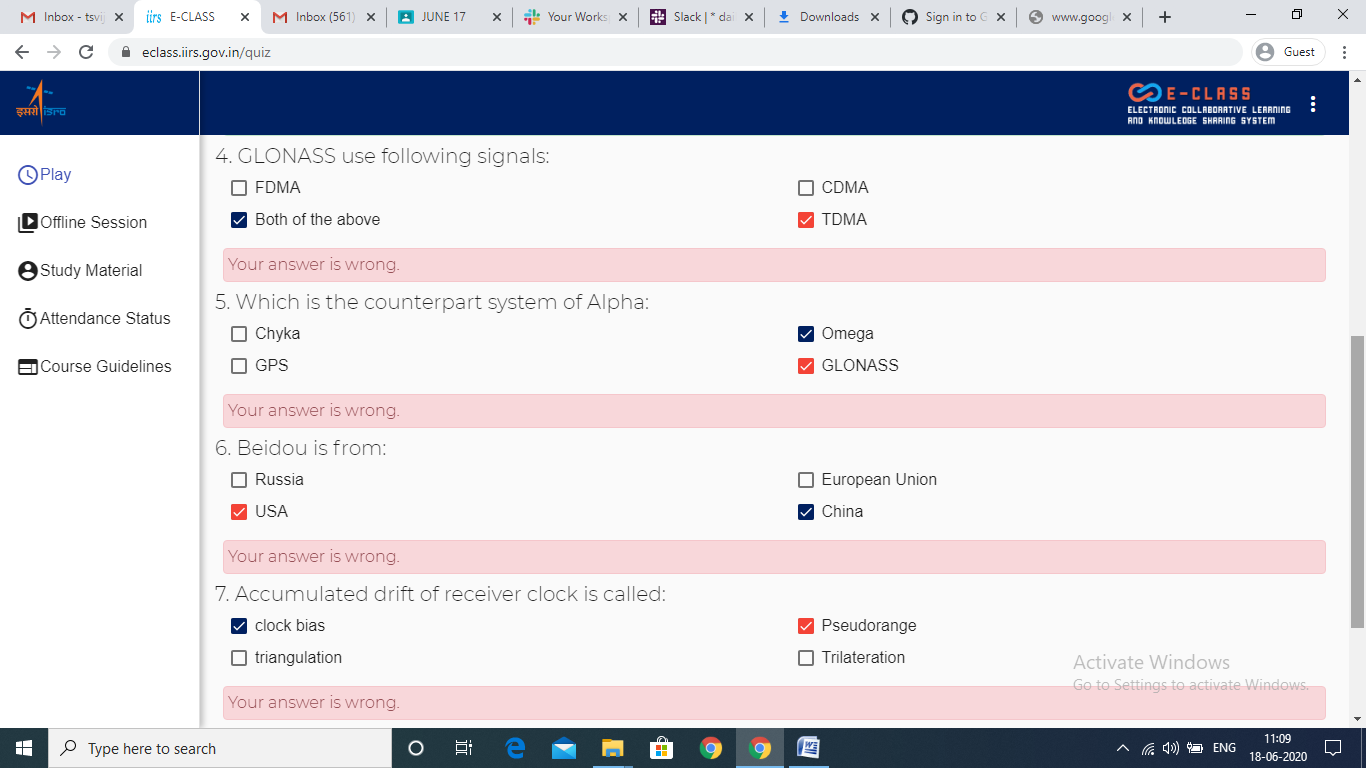 Inbox - tsvij
iirs E-CLASS
Inbox (561)
JUNE 17
Your Works
Slack | * dai
Downloads
Sign in to G
www.googl
eclass.iirs.gov.in/quiz
Guest
इसरो isro
E-CLASS
ELECTRONIC COLLABORATIVE LEARNING
AND KNOWLEDGE SHARING SYSTEM
Play
Offline Session
Study Material
Attendance Status
Course Guidelines
4. GLONASS use following signals:
FDMA
CDMA
Both of the above
TDMA
Your answer is wrong.
5. Which is the counterpart system of Alpha:
Chyka
Omega
GPS
GLONASS
Your answer is wrong.
6. Beidou is from:
Russia
European Union
USA
China
Your answer is wrong.
7. Accumulated drift of receiver clock is called:
clock bias
Pseudorange
triangulation
Trilateration
Your answer is wrong.
Activate Windows
Go to Settings to activate Windows.
Type here to search
ENG
11:09
18-06-2020